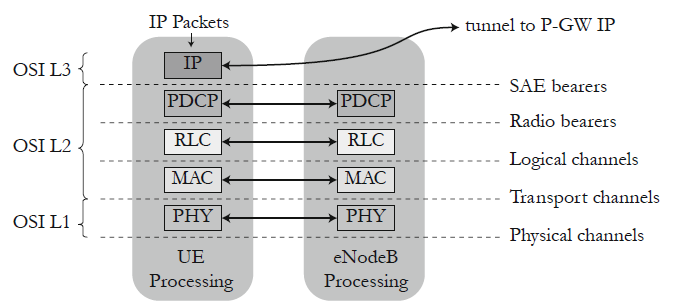 IP Packets
tunnel to P-GW IP
OSI L3
IP
SAE bearers
PDCP
PDCP
Radio bearers
OSI L2
RLC
RLC
Logical channels
MAC
MAC
Transport channels
OSI L1
PHY
PHY
Physical channels
UE
Processing
eNodeB
Processing